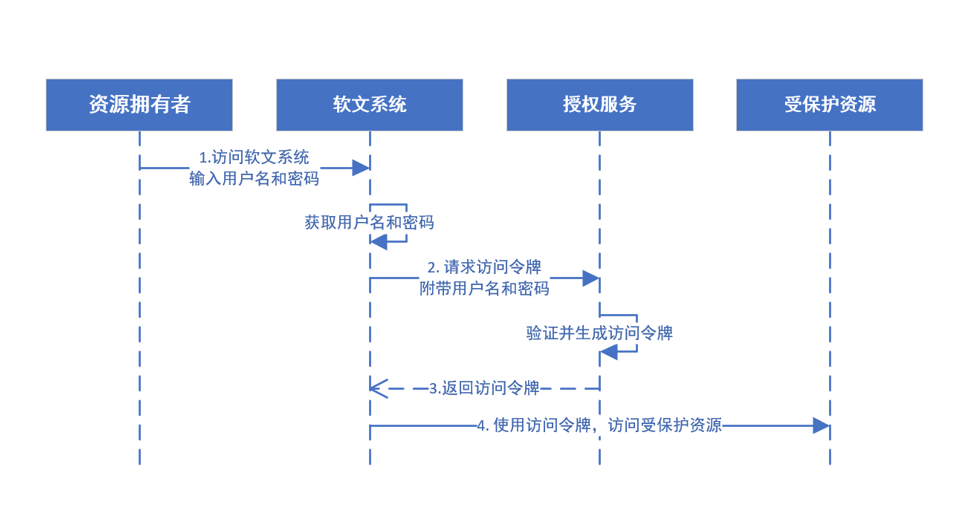 资源拥有者
软文系统
授权服务
受保护资源
1.访问软文系统
输入用户名和密码
获取用户名和密码
2. 请求访问令牌
附带用户名和密码
验证并生成访问令牌
3.返回访问令牌
4. 使用访问令牌，访问受保护资源